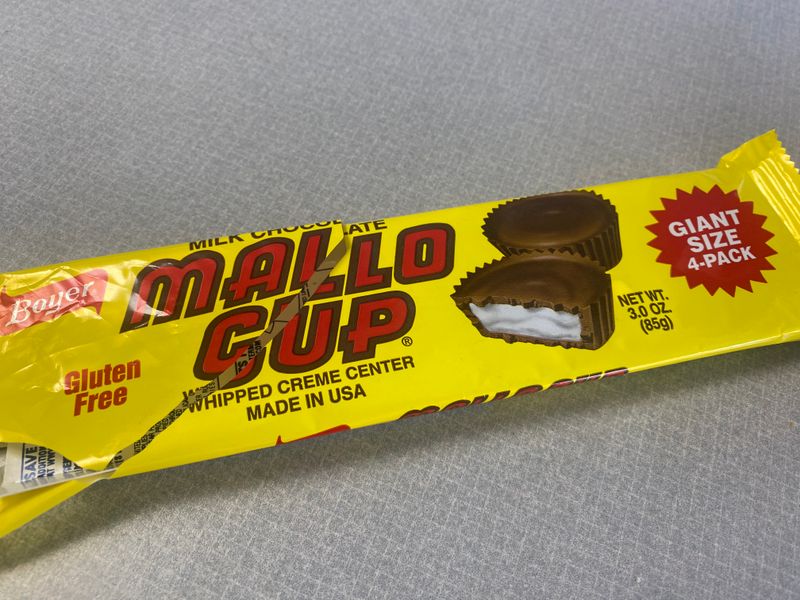 MILK CHOCOLATE
Boyer
MALLO
CUP®
Gluten
Free
WHIPPED CREME CENTER
MADE IN USA
NET WT.
3.0 OZ.
(85g)
GIANT
SIZE
4-PACK
SAVE